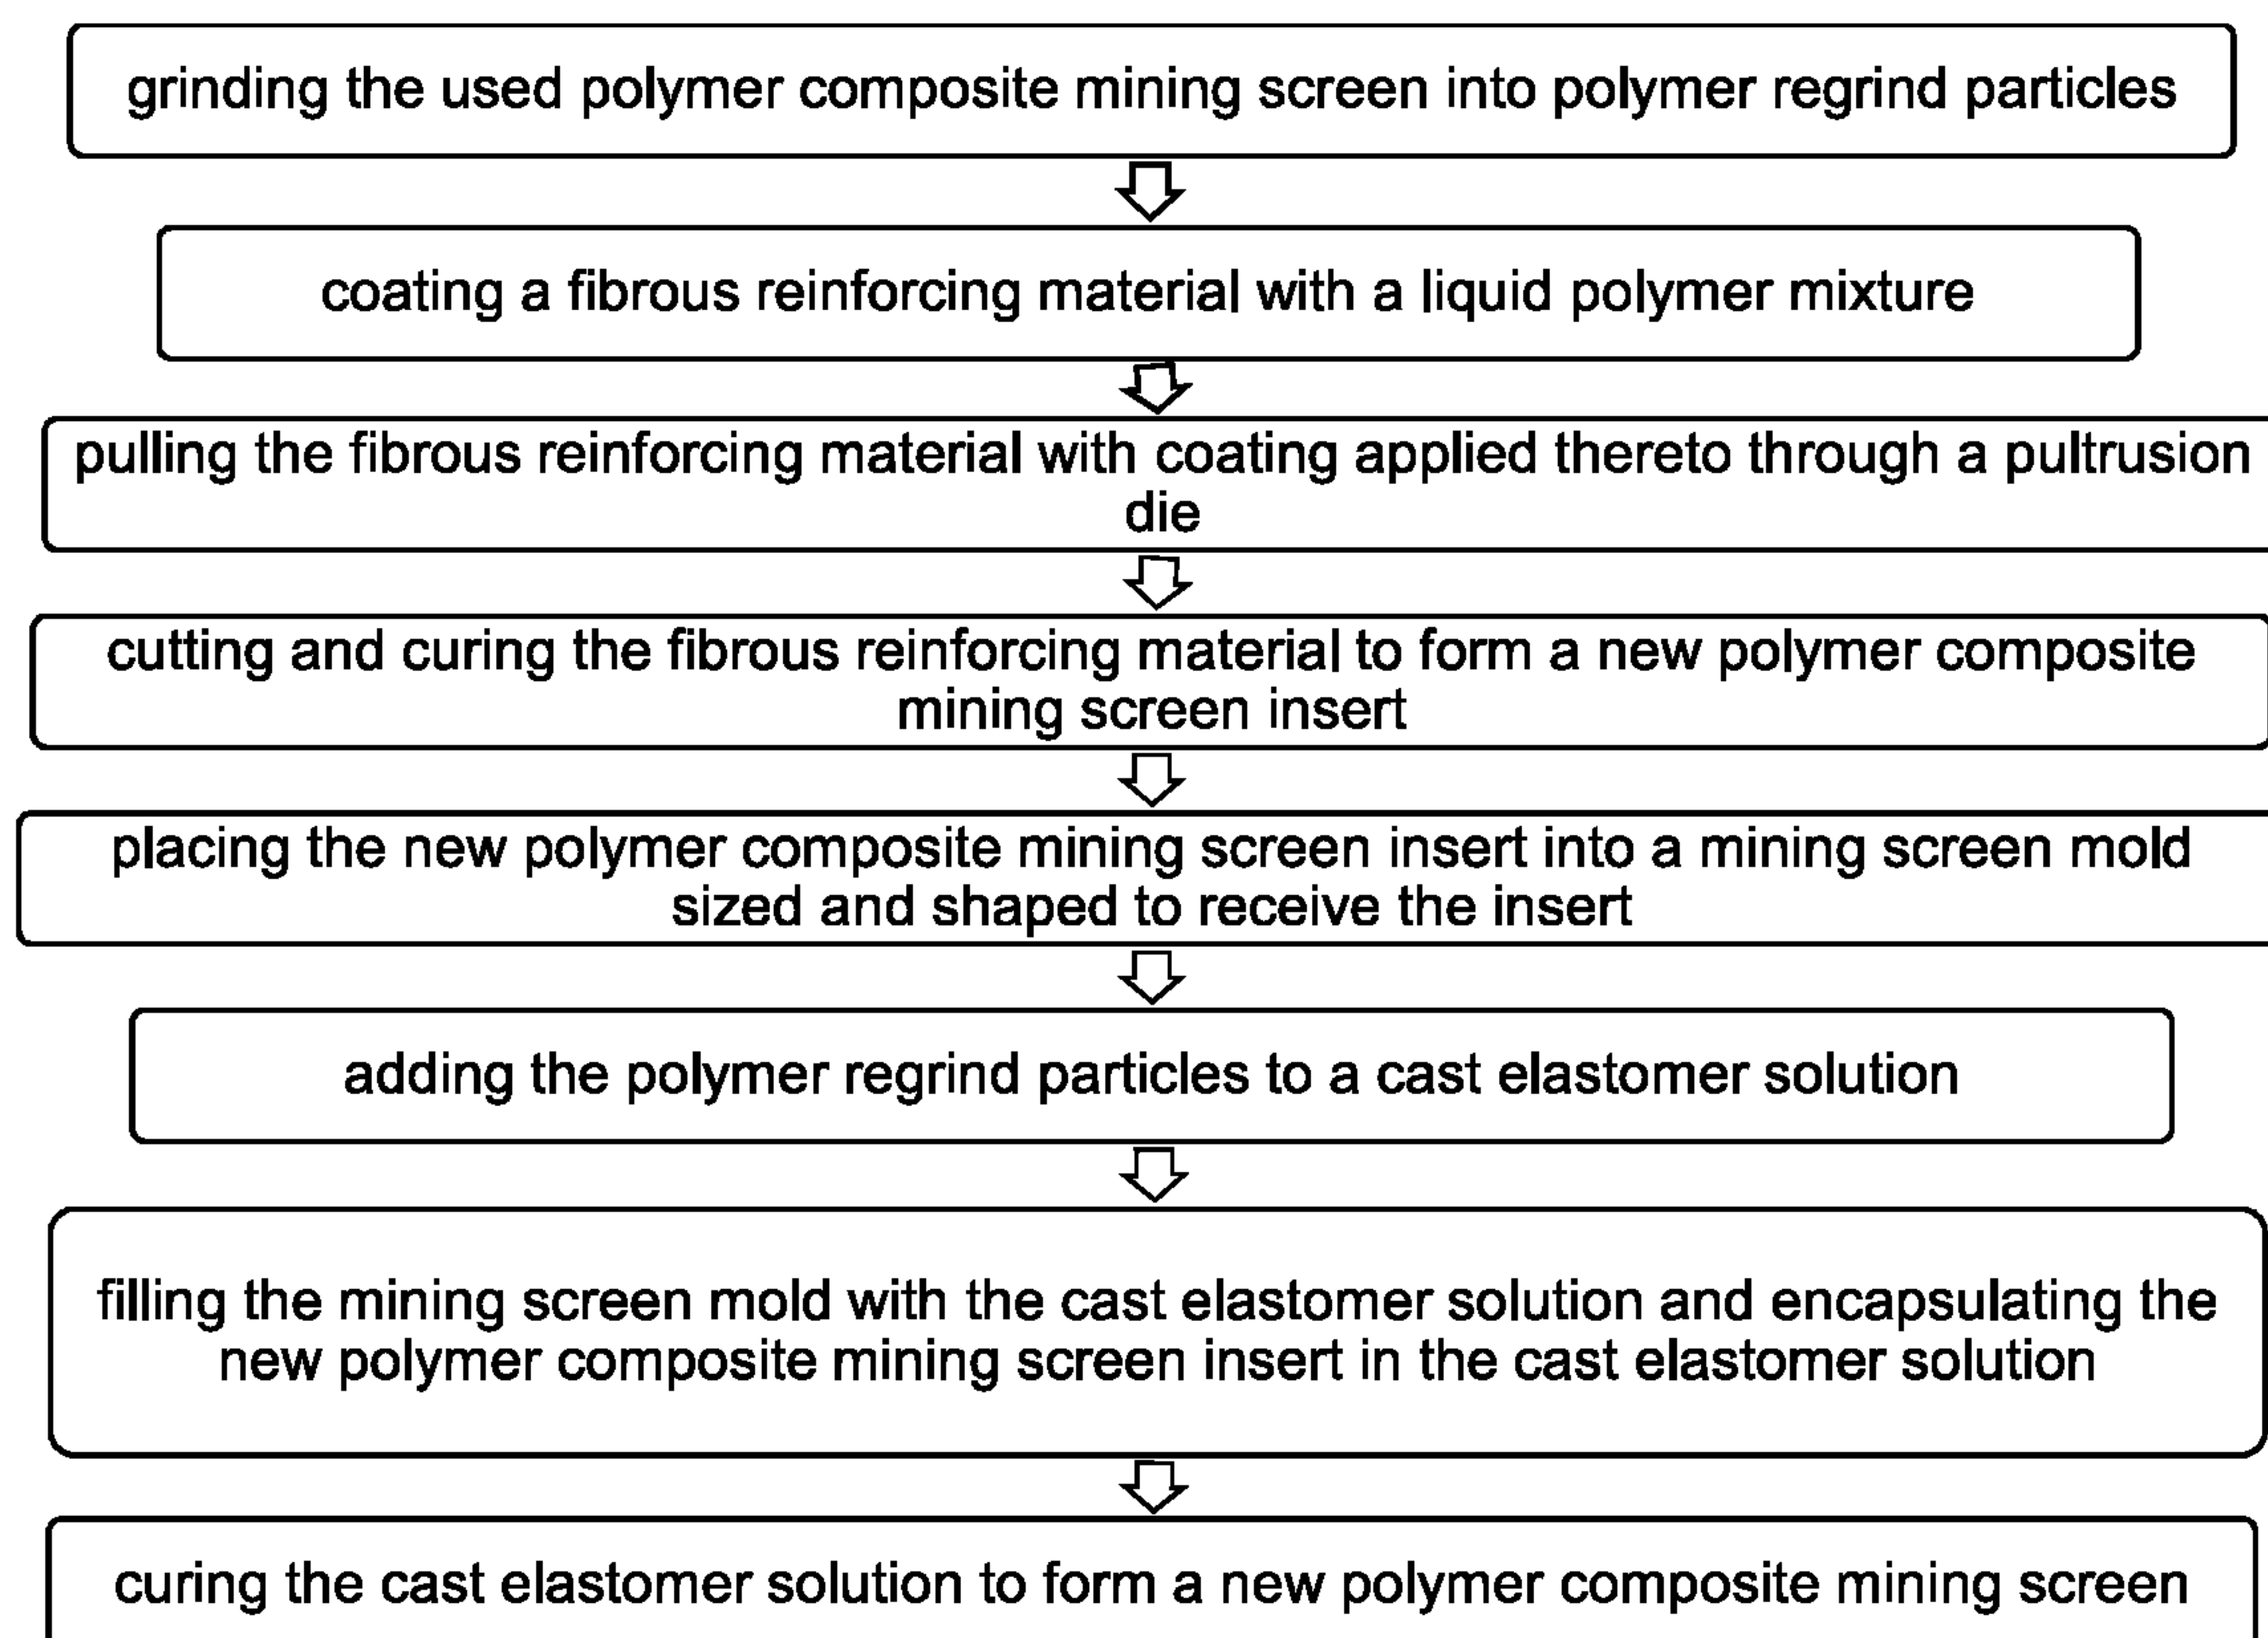 grinding the used polymer composite mining screen into polymer regrind particles
coating a fibrous reinforcing material with a liquid polymer mixture
pulling the fibrous reinforcing material with coating applied thereto through a pultrusion
die
cutting and curing the fibrous reinforcing material to form a new polymer composite
mining screen insert
placing the new polymer composite mining screen insert into a mining screen mold
sized and shaped to receive the insert
adding the polymer regrind particles to a cast elastomer solution
filling the mining screen mold with the cast elastomer solution and encapsulating the
new polymer composite mining screen insert in the cast elastomer solution
curing the cast elastomer solution to form a new polymer composite mining screen